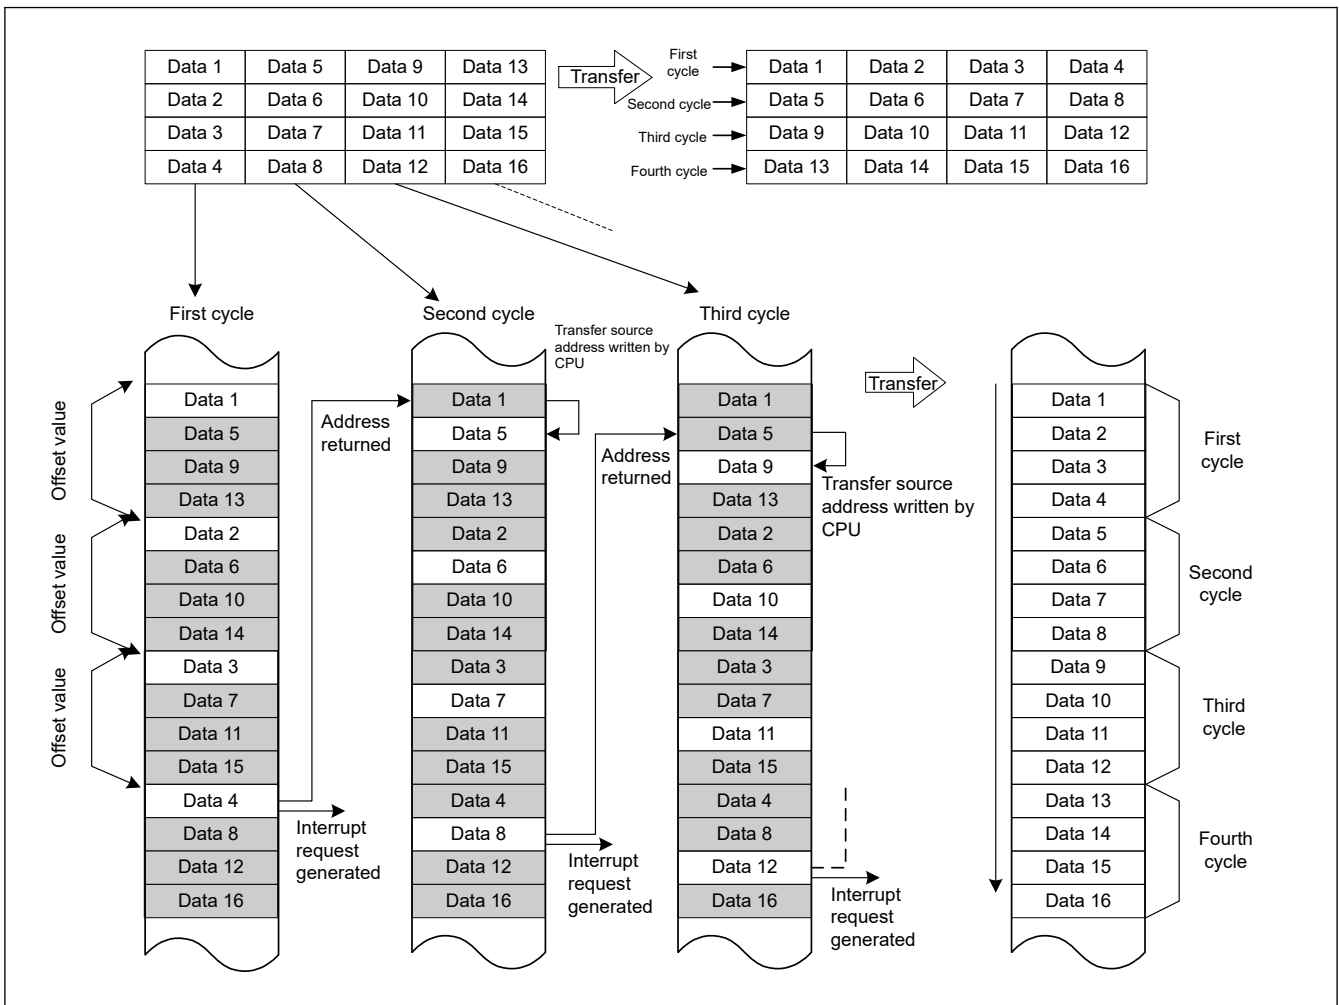 Data 1 Data 5 Data 9 Data 13
Data 2 Data 6 Data 10 Data 14
Data 3 Data 7 Data 11 Data 15
Data 4 Data 8 Data 12 Data 16
Transfer
First
cycle
Data 1 Data 2 Data 3 Data 4
Second cycle
Data 5 Data 6 Data 7 Data 8
Third cycle
Data 9 Data 10 Data 11 Data 12
Fourth cycle
Data 13 Data 14 Data 15 Data 16
First cycle
Offset value
Offset value
Offset value
Data 1
Data 5
Data 9
Data 13
Data 2
Data 6
Data 10
Data 14
Data 3
Data 7
Data 11
Data 15
Data 4
Data 8
Data 12
Data 16
Address
returned
Interrupt
request
generated
Second cycle
Transfer source
address written by
CPU
Data 1
Data 5
Data 9
Data 13
Data 2
Data 6
Data 10
Data 14
Data 3
Data 7
Data 11
Data 15
Data 4
Data 8
Data 12
Data 16
Address
returned
Interrupt
request
generated
Third cycle
Data 1
Data 5
Data 9
Data 13
Data 2
Data 6
Data 10
Data 14
Data 3
Data 7
Data 11
Data 15
Data 4
Data 8
Data 12
Data 16
Transfer source
address written by
CPU
Interrupt
request
generated
Transfer
Data 1
Data 2
Data 3
Data 4
Data 5
Data 6
Data 7
Data 8
Data 9
Data 10
Data 11
Data 12
Data 13
Data 14
Data 15
Data 16
First
cycle
Second
cycle
Third
cycle
Fourth
cycle